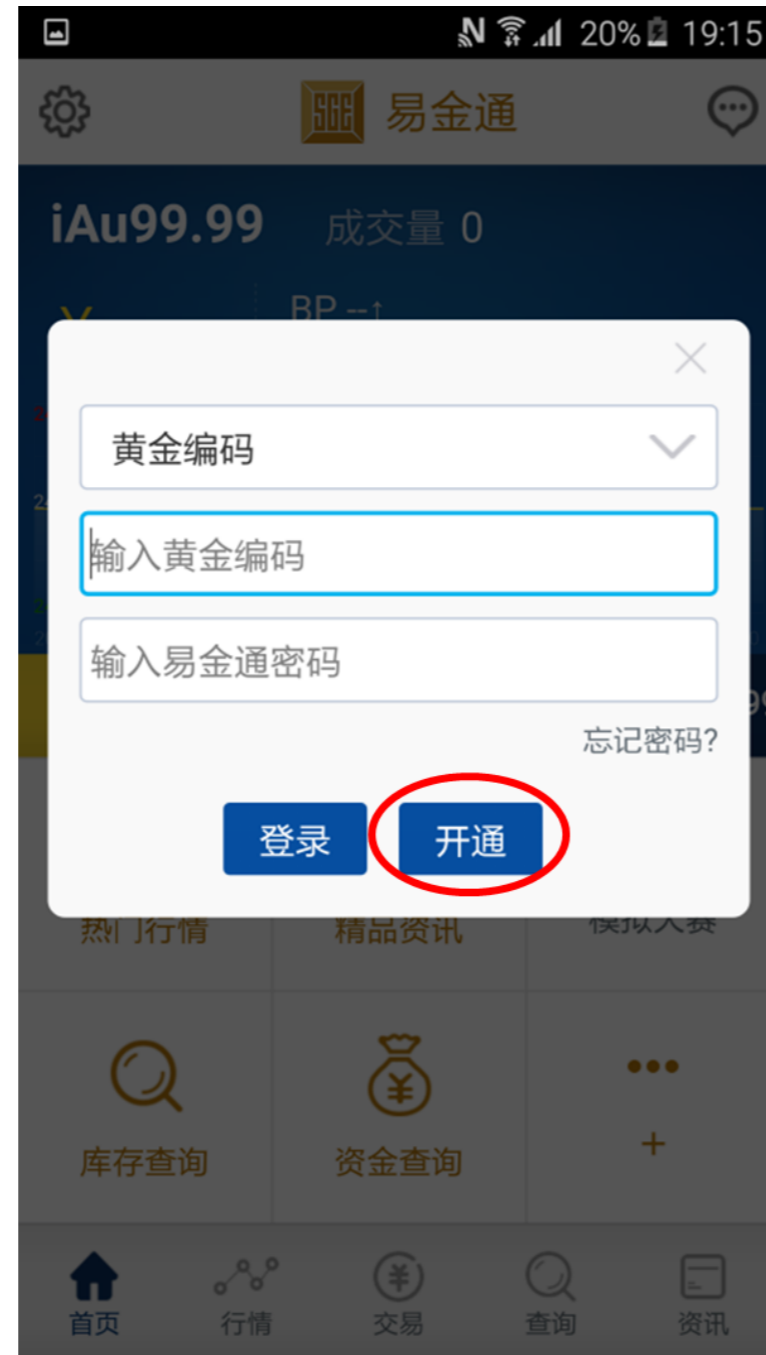 20% 19:15
SGE 易金通
iAu99.99 成交量 0
BP --↑
黄金编码
输入黄金编码
输入易金通密码
忘记密码?
登录 开通
热门行情 精品资讯 模拟大赛
库存查询 资金查询 +
首页 行情 交易 查询 资讯